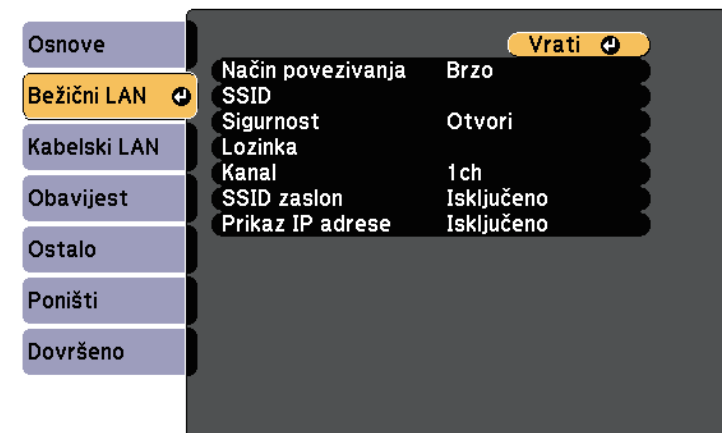 Osnove
Bežični LAN
Kabelski LAN
Obavijest
Ostalo
Poništi
Dovršeno
Vrati
Način povezivanja Brzo
SSID
Sigurnost Otvori
Lozinka
Kanal 1ch
SSID zaslon Isključeno
Prikaz IP adrese Isključeno